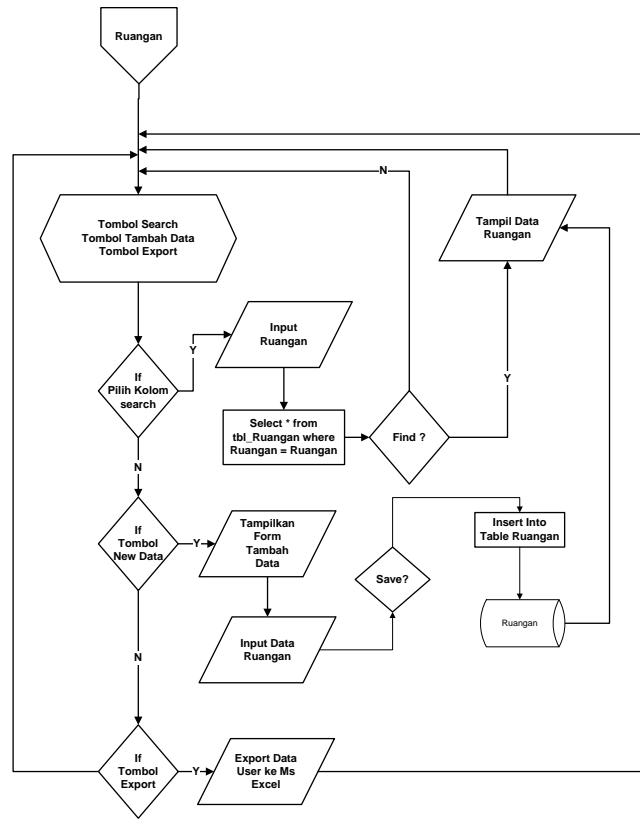 Ruangan
N
Tombol Search
Tombol Tambah Data
Tombol Export
Tampil Data
Ruangan
Input
Ruangan
Y
If
Pilih Kolom
search
Y
Select * from
tbl_Ruangan where
Ruangan = Ruangan
Find ?
N
If
Tombol
New Data
Y
Tampilkan
Form
Tambah
Data
Save?
Insert Into
Table Ruangan
Input Data
Ruangan
Ruangan
N
If
Tombol
Export
Y
Export Data
User ke Ms
Excel